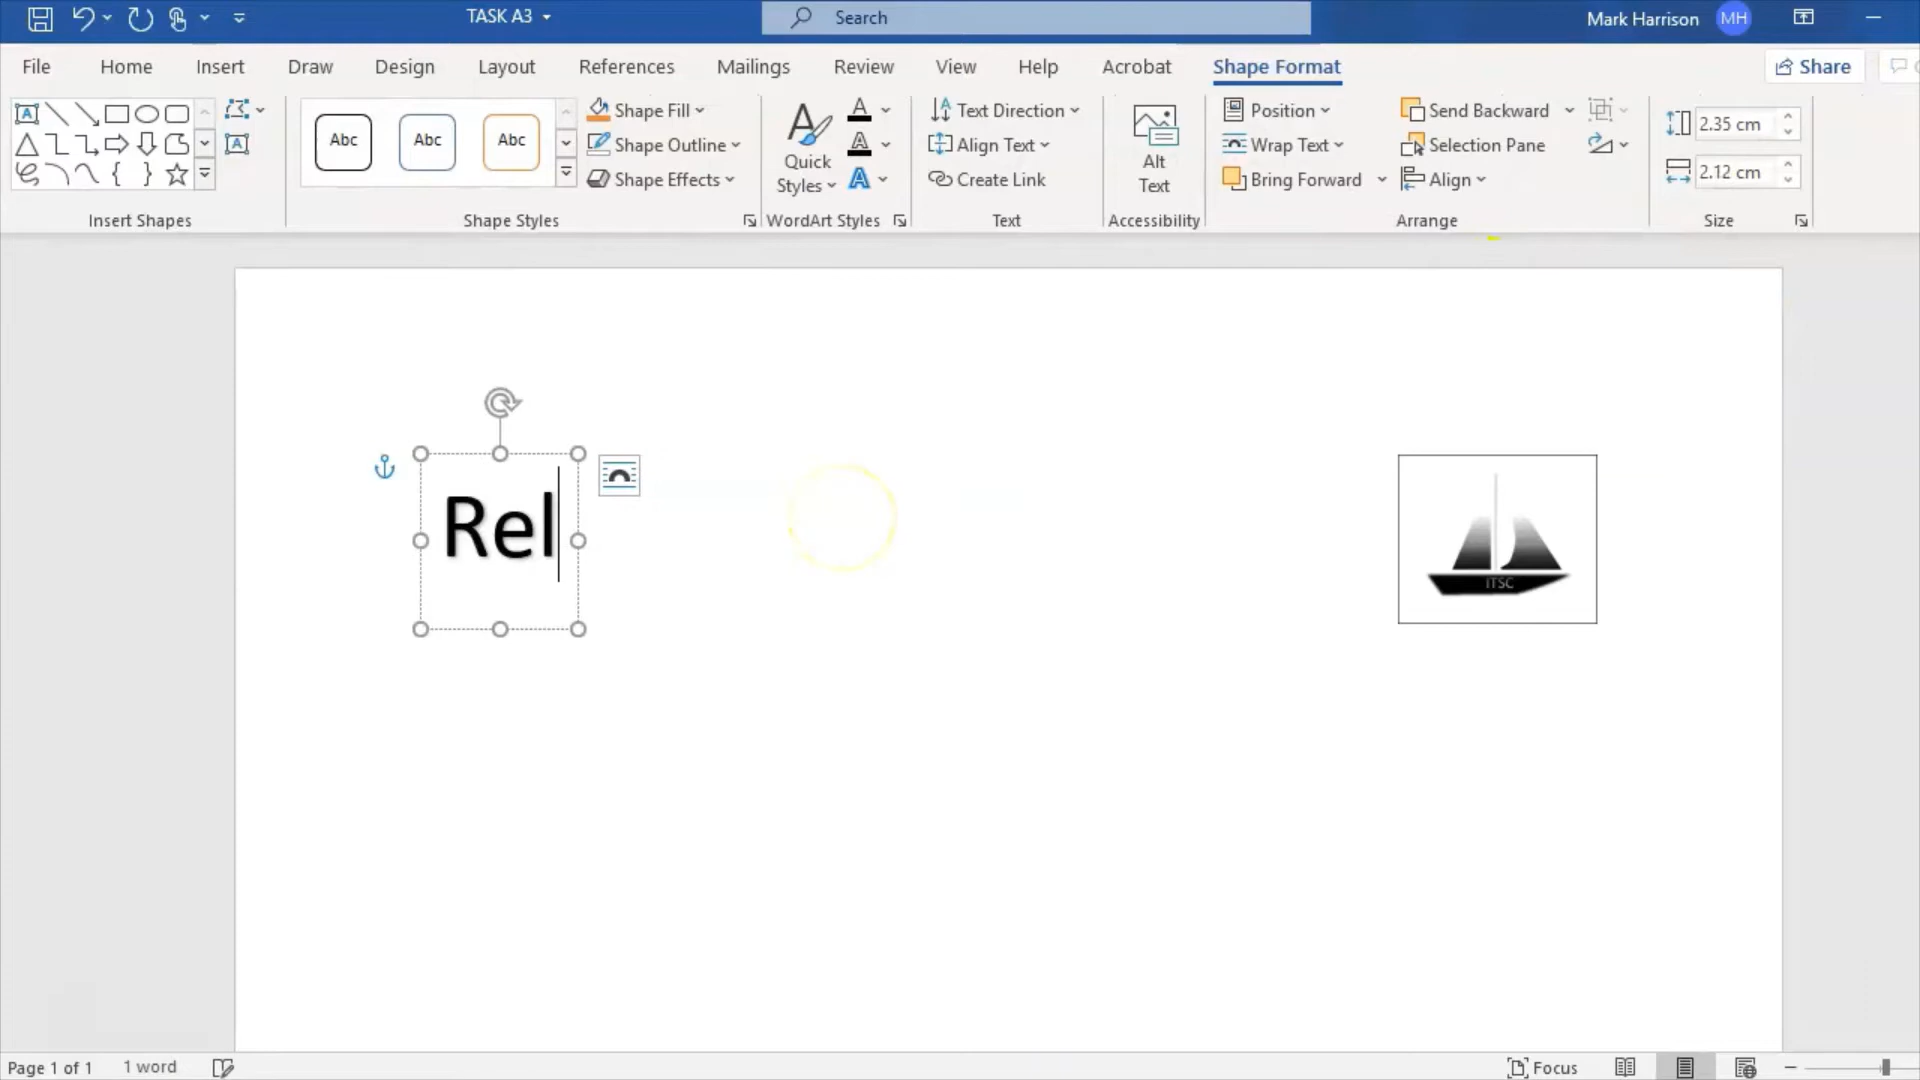 TASK A3
Search
Mark Harrison
MH
File
Home
Insert
Draw
Design
Layout
References
Mailings
Review
View
Help
Acrobat
Shape Format
Share
Abc
Abc
Abc
Shape Fill
Shape Outline
Shape Effects
Quick
Styles
Text Direction
Align Text
Create Link
Alt
Text
Position
Wrap Text
Bring Forward
Send Backward
Selection Pane
Align
2.35 cm
2.12 cm
Insert Shapes
Shape Styles
WordArt Styles
Text
Accessibility
Arrange
Size
Rel
ITSC
Page 1 of 1
1 word
Focus